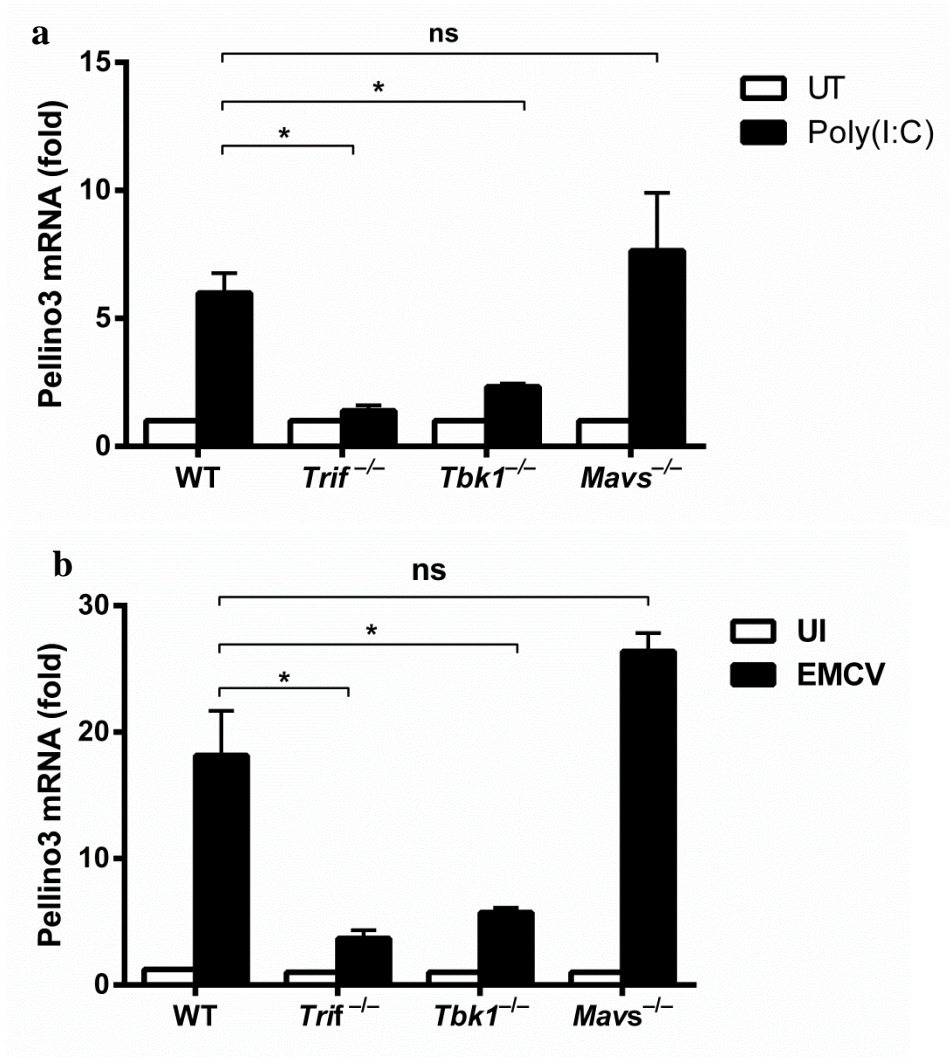 a
ns
*
*
15
10
5
0
Pellino3 mRNA (fold)
UT
Poly(I:C)
WT Trif –/– Tbk1–/– Mavs–/–
b
ns
*
*
30
20
10
0
Pellino3 mRNA (fold)
UI
EMCV
WT Trif –/– Tbk1–/– Mavs–/–